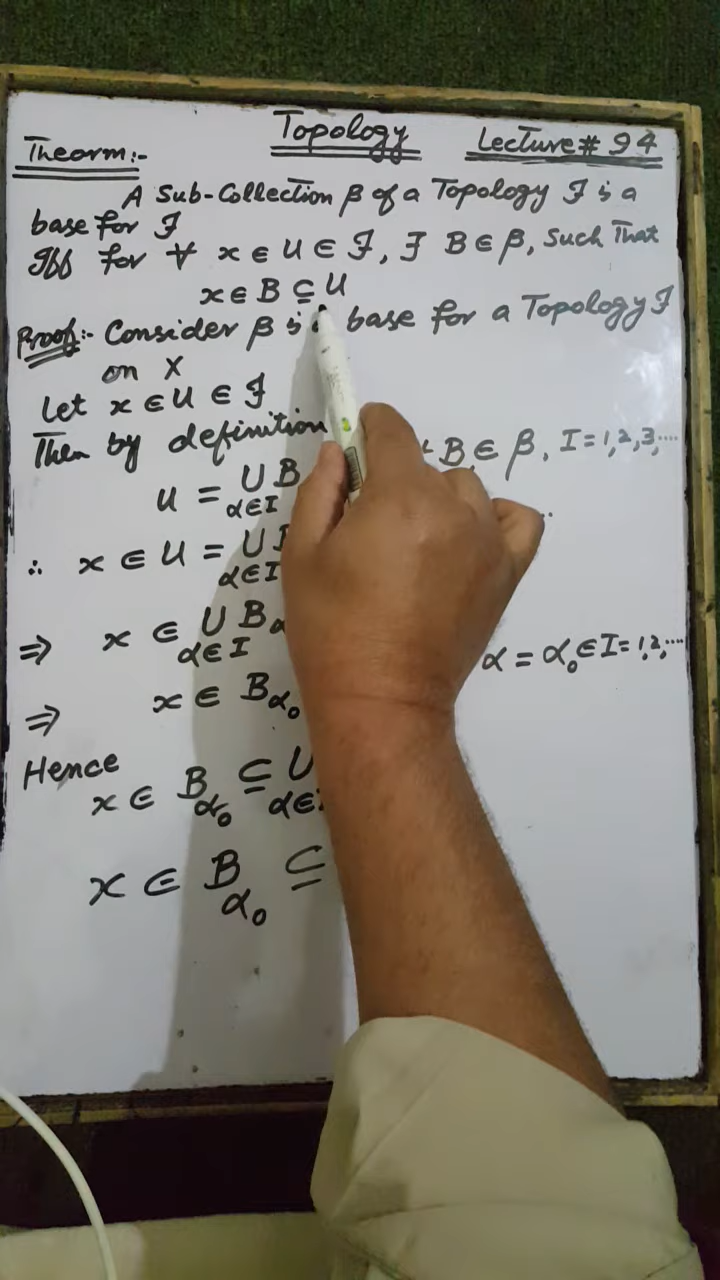 Topology
Lecture # 94
Theorm:-
A Sub-Collection β of a Topology ℱ is a
base for ℱ
Iff for ∀ x ∈ U ∈ ℱ, ∃ B ∈ β, Such That
x ∈ B ⊆ U
Proof:- Consider β is a base for a Topology ℱ
on X
Let x ∈ U ∈ ℱ
Then by definition B ∈ β, I = 1,2,3,....
U = ∪ B
α∈I
∴ x ∈ U = ∪
α∈I
⇒ x ∈ ∪ Bα
α∈I α = α₀ ∈ I = 1,2,....
⇒ x ∈ Bα₀
Hence
x ∈ Bα₀ ⊆ ∪
α∈I
x ∈ Bα₀ ⊆